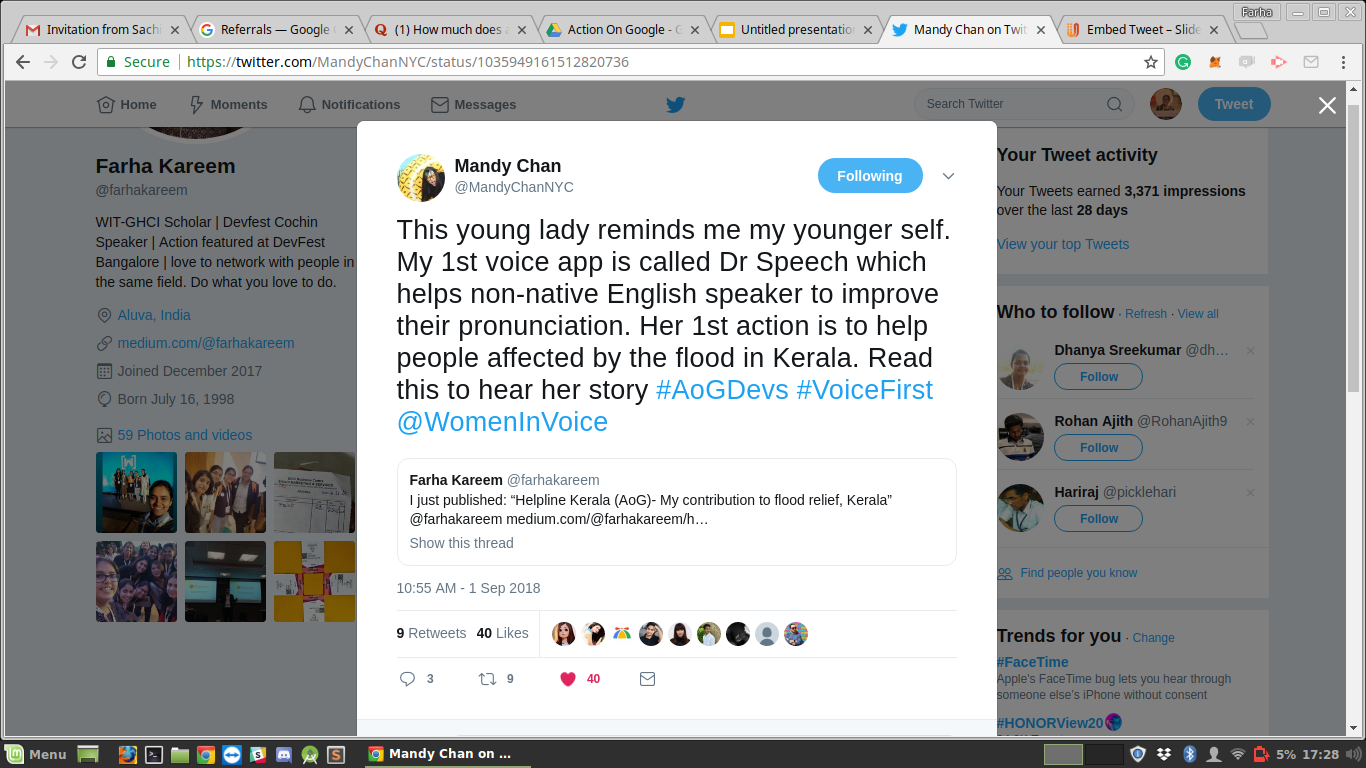 Farha
Invitation from Sachi
Referrals — Google
(1) How much does a
Action On Google - G
Untitled presentation
Mandy Chan on Twit
Embed Tweet – Slide
Secure
https://twitter.com/MandyChanNYC/status/1035949161512820736
Home
Moments
Notifications
Messages
Search Twitter
Tweet
Farha Kareem
@farhakareem
WIT-GHCI Scholar | Devfest Cochin
Speaker | Action featured at DevFest
Bangalore | love to network with people in
the same field. Do what you love to do.
Aluva, India
medium.com/@farhakareem
Joined December 2017
Born July 16, 1998
59 Photos and videos
Mandy Chan
@MandyChanNYC
Following
This young lady reminds me my younger self.
My 1st voice app is called Dr Speech which
helps non-native English speaker to improve
their pronunciation. Her 1st action is to help
people affected by the flood in Kerala. Read
this to hear her story #AoGDevs #VoiceFirst
@WomenInVoice
Farha Kareem @farhakareem
I just published: “Helpline Kerala (AoG)- My contribution to flood relief, Kerala”
@farhakareem medium.com/@farhakareem/h…
Show this thread
10:55 AM - 1 Sep 2018
9 Retweets 40 Likes
3
9
40
Your Tweet activity
Your Tweets earned 3,371 impressions
over the last 28 days
View your top Tweets
Who to follow · Refresh · View all
Dhanya Sreekumar @dh…
Follow
Rohan Ajith @RohanAjith9
Follow
Hariraj @picklehari
Follow
Find people you know
Trends for you · Change
#FaceTime
Apple's FaceTime bug lets you hear through
someone else's iPhone without consent
#HONORView20
Menu
Mandy Chan on ...
5%
17:28